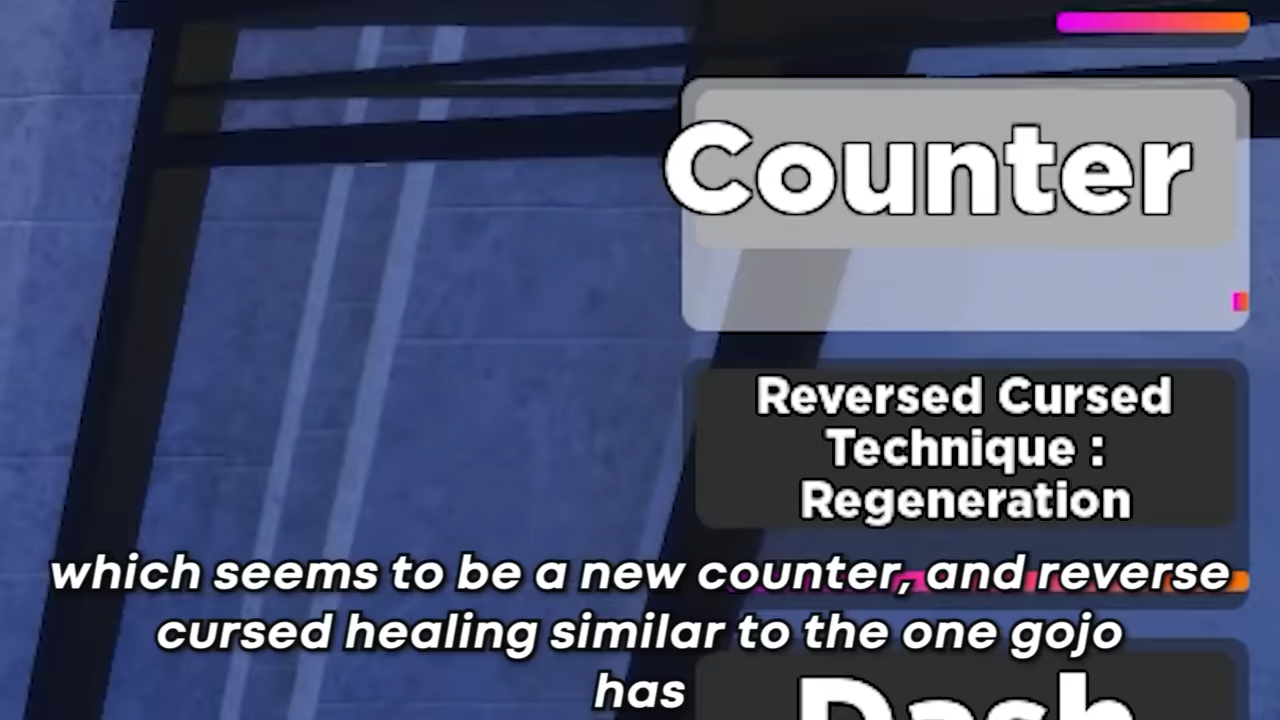 Counter
Reversed Cursed
Technique :
Regeneration
which seems to be a new counter, and reverse
cursed healing similar to the one gojo
has
Dash